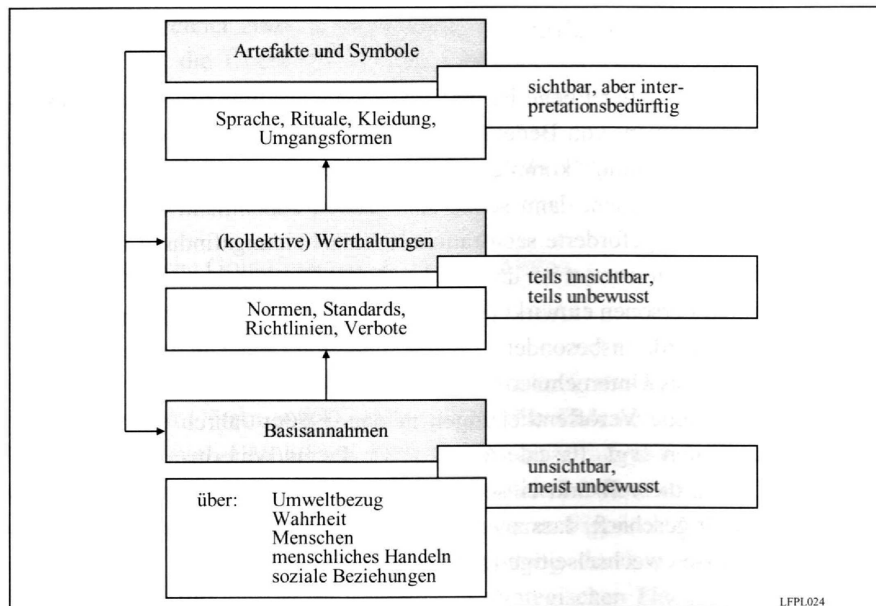 Artefakte und Symbole
sichtbar, aber inter-
pretationsbedürftig
Sprache, Rituale, Kleidung,
Umgangsformen
(kollektive) Werthaltungen
teils unsichtbar,
teils unbewusst
Normen, Standards,
Richtlinien, Verbote
Basisannahmen
unsichtbar,
meist unbewusst
über: Umweltbezug
Wahrheit
Menschen
menschliches Handeln
soziale Beziehungen
LFPL024